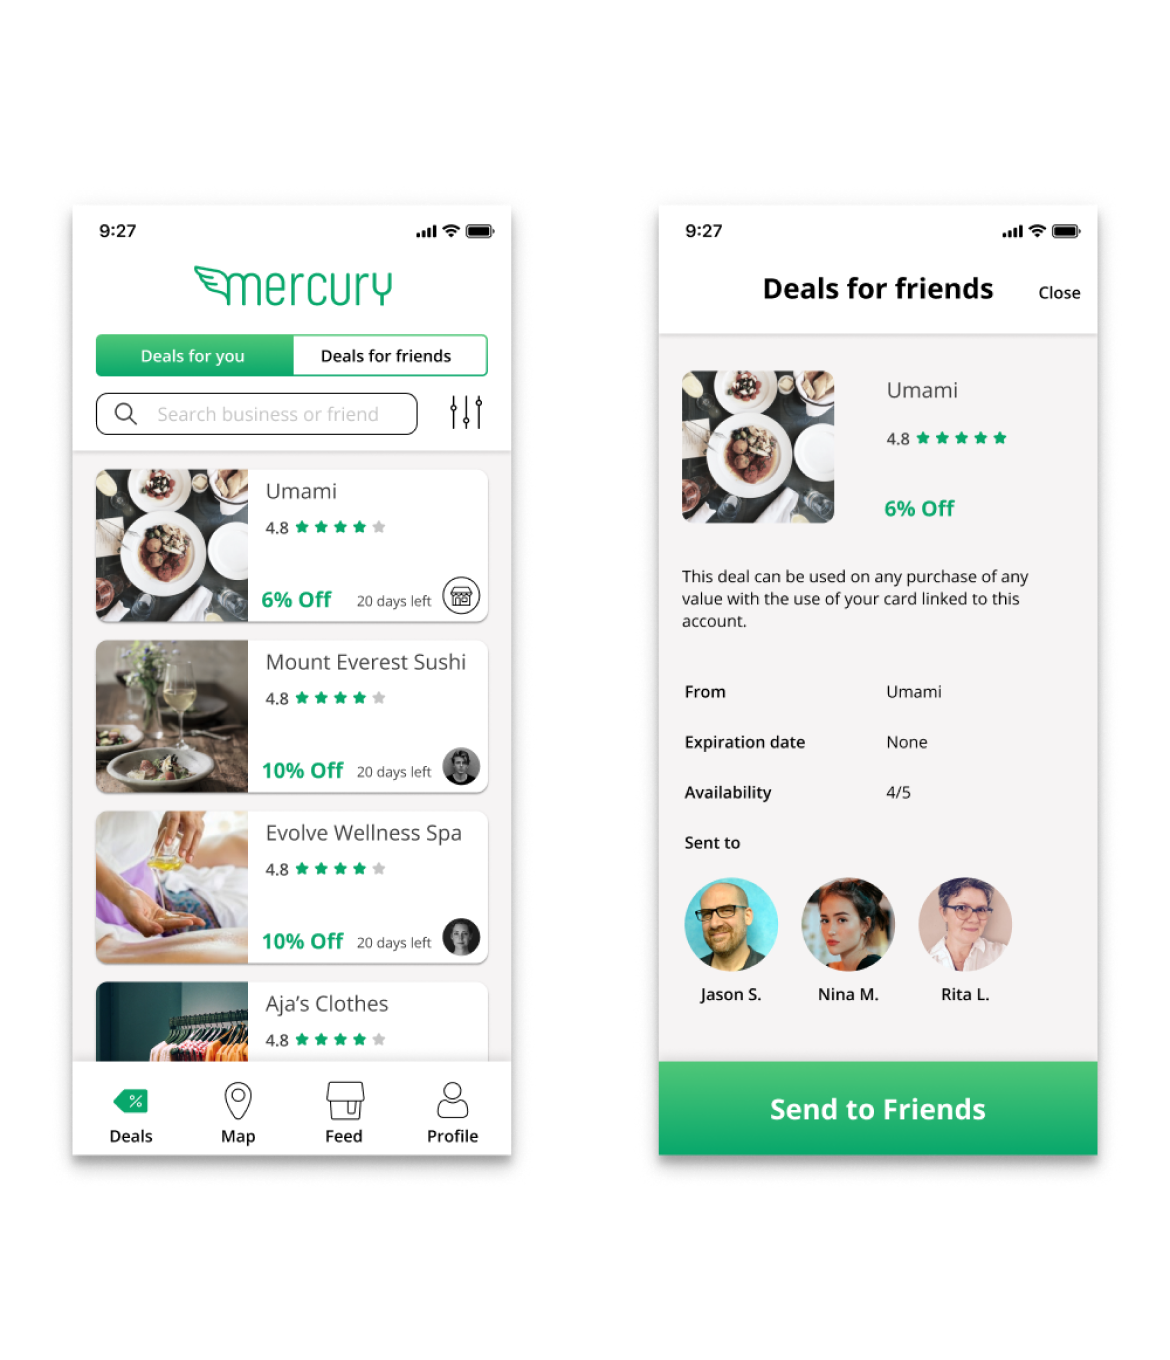 9:27
mercury
Deals for you
Deals for friends
Search business or friend
Umami
4.8
6% Off
20 days left
Mount Everest Sushi
4.8
10% Off
20 days left
Evolve Wellness Spa
4.8
10% Off
20 days left
Aja's Clothes
4.8
%
Deals
Map
Feed
Profile
9:27
Deals for friends
Close
Umami
4.8
6% Off
This deal can be used on any purchase of any
value with the use of your card linked to this
account.
From
Umami
Expiration date
None
Availability
4/5
Sent to
Jason S.
Nina M.
Rita L.
Send to Friends